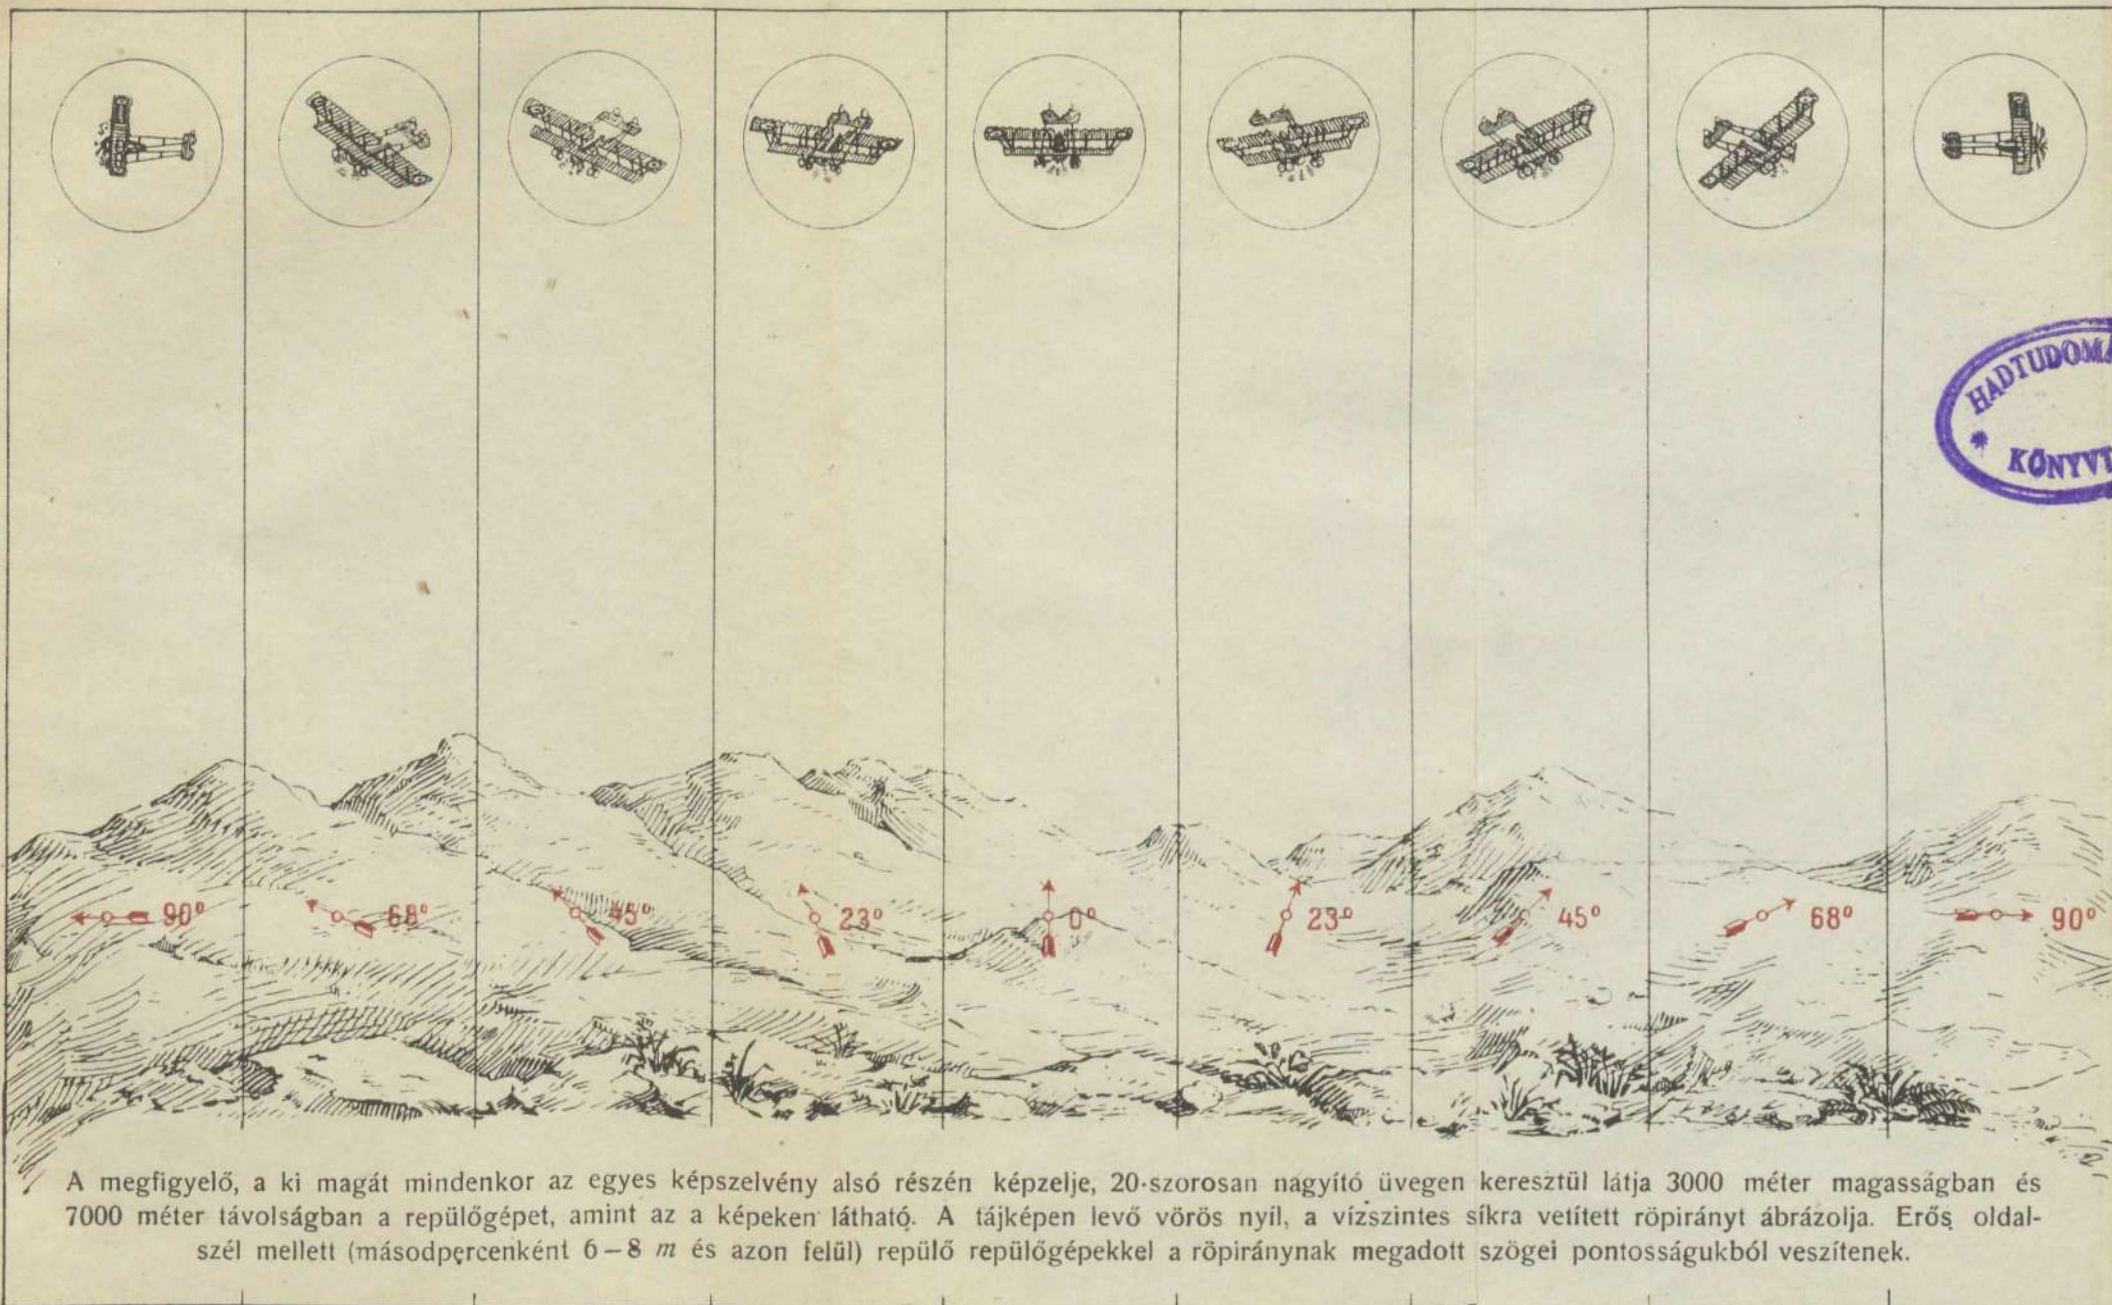 HADTUDOMÁ
KÖNYVT
90° 68° 45° 23° 0° 23° 45° 68° 90°
A megfigyelő, a ki magát mindenkor az egyes képszelvény alsó részén képzelje, 20-szorosan nagyító üvegen keresztül látja 3000 méter magasságban és
7000 méter távolságban a repülőgépet, amint az a képeken látható. A tájképen levő vörös nyíl, a vízszintes síkra vetített röpirányt ábrázolja. Erős oldal-
szél mellett (másodpercenként 6–8 m és azon felül) repülő repülőgépekkel a röpiránynak megadott szögei pontosságukból veszítenek.